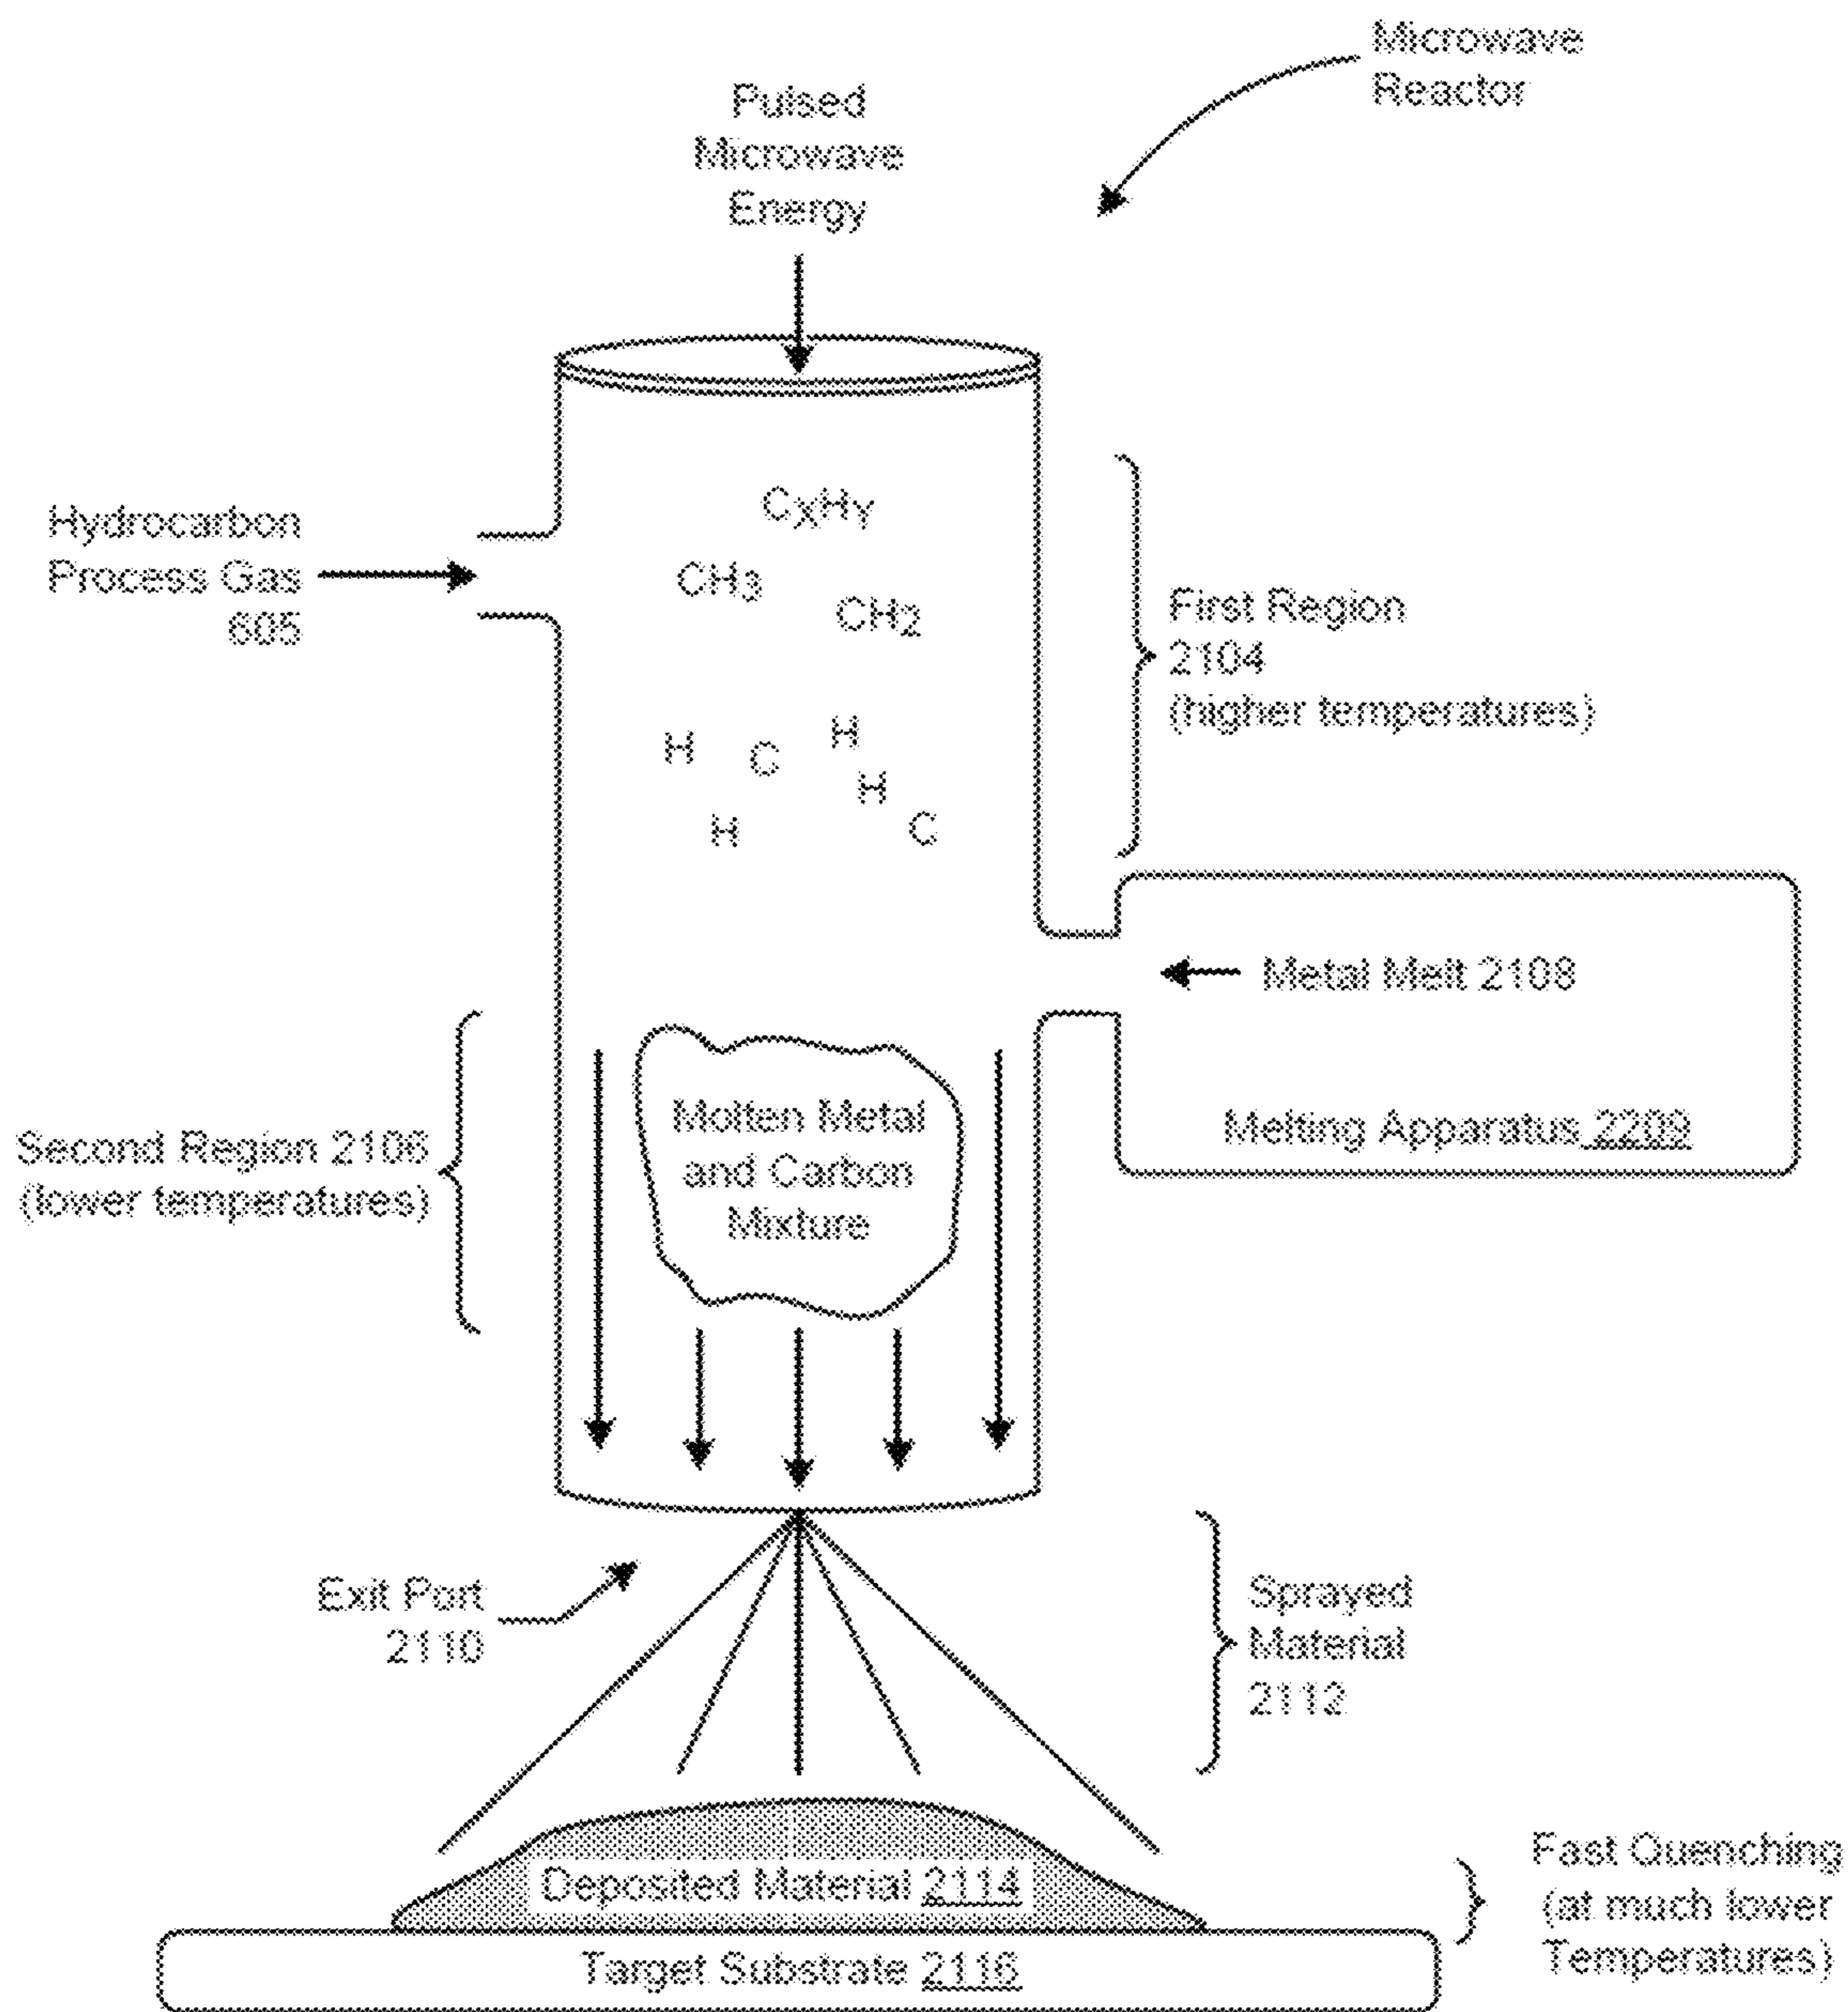 Microwave
Reactor
Pulsed
Microwave
Energy
CXHY
Hydrocarbon
Process Gas
605
CH3
CH2
First Region
2104
(higher temperatures)
H C H
H
H C
Metal Melt 2108
Molten Metal
and Carbon
Mixture
Melting Apparatus 2209
Second Region 2106
(lower temperatures)
Exit Port
2110
Sprayed
Material
2112
Deposited Material 2114
Fast Quenching
(at much lower
Temperatures)
Target Substrate 2116